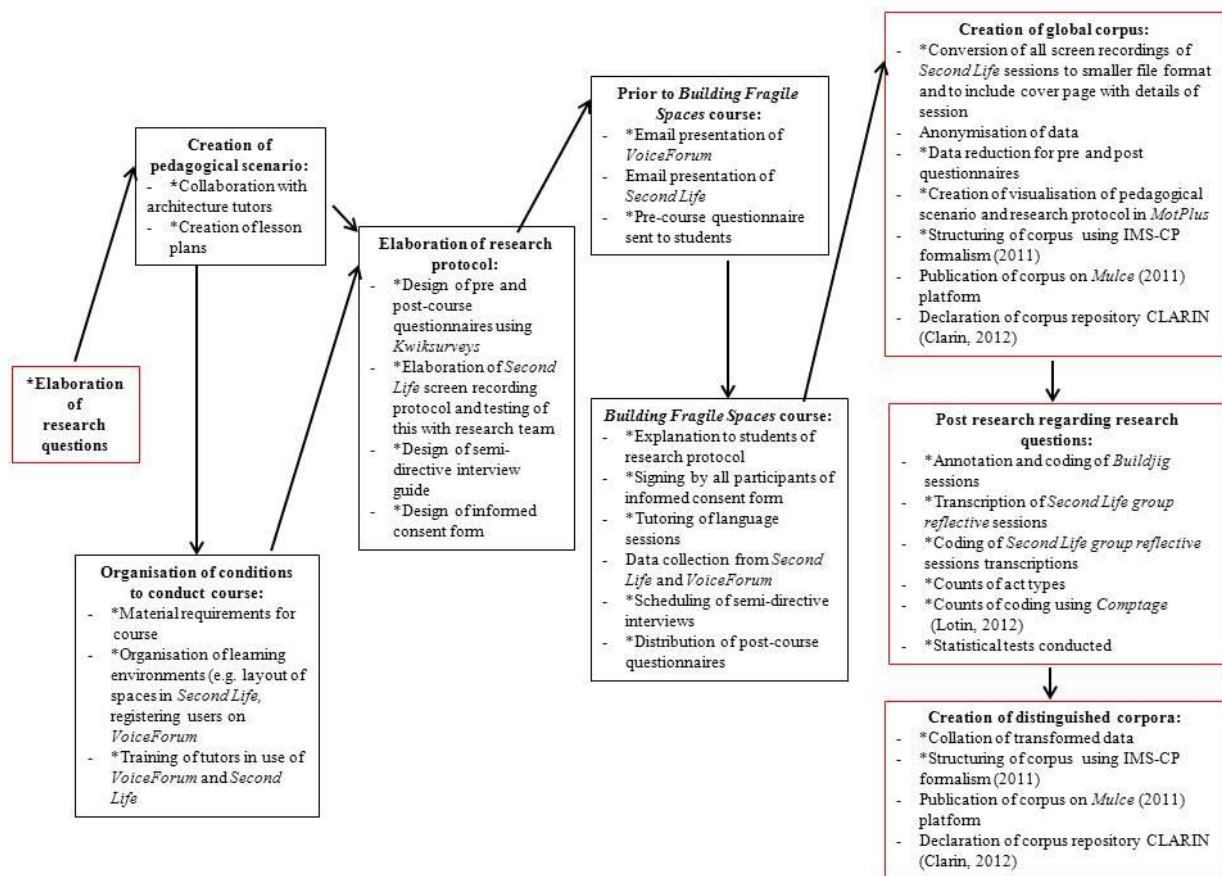 *Elaboration
of
research
questions
Creation of
pedagogical scenario:
- *Collaboration with
architecture tutors
- *Creation of lesson
plans
Organisation of conditions
to conduct course:
- *Material requirements for
course
- *Organisation of learning
environments (e.g. layout of
spaces in Second Life,
registering users on
VoiceForum
- *Training of tutors in use of
VoiceForum and Second
Life
Elaboration of research
protocol:
- *Design of pre and
post-course
questionnaires using
Kwiksurveys
- *Elaboration of Second
Life screen recording
protocol and testing of
this with research team
- *Design of semi-
directive interview
guide
- *Design of informed
consent form
Prior to Building Fragile
Spaces course:
- *Email presentation of
VoiceForum
Email presentation of
Second Life
- *Pre-course questionnaire
sent to students
Building Fragile Spaces course:
- *Explanation to students of
research protocol
- *Signing by all participants of
informed consent form
- *Tutoring of language
sessions
- Data collection from Second
Life and VoiceForum
- *Scheduling of semi-directive
interviews
- *Distribution of post-course
questionnaires
Creation of global corpus:
- *Conversion of all screen recordings of
Second Life sessions to smaller file format
and to include cover page with details of
session
- Anonymisation of data
- *Data reduction for pre and post
questionnaires
- *Creation of visualisation of pedagogical
scenario and research protocol in MotPlus
- *Structuring of corpus using IMS-CP
formalism (2011)
- Publication of corpus on Mulce (2011)
platform
- Declaration of corpus repository CLARIN
(Clarin, 2012)
Post research regarding research
questions:
- *Annotation and coding of Buildjig
sessions
- *Transcription of Second Life group
reflective sessions
- *Coding of Second Life group reflective
sessions transcriptions
- *Counts of act types
- *Counts of coding using Comptage
(Lotin, 2012)
- *Statistical tests conducted
Creation of distinguished corpora:
- *Collation of transformed data
- *Structuring of corpus using IMS-CP
formalism (2011)
- Publication of corpus on Mulce (2011)
platform
- Declaration of corpus repository CLARIN
(Clarin, 2012)